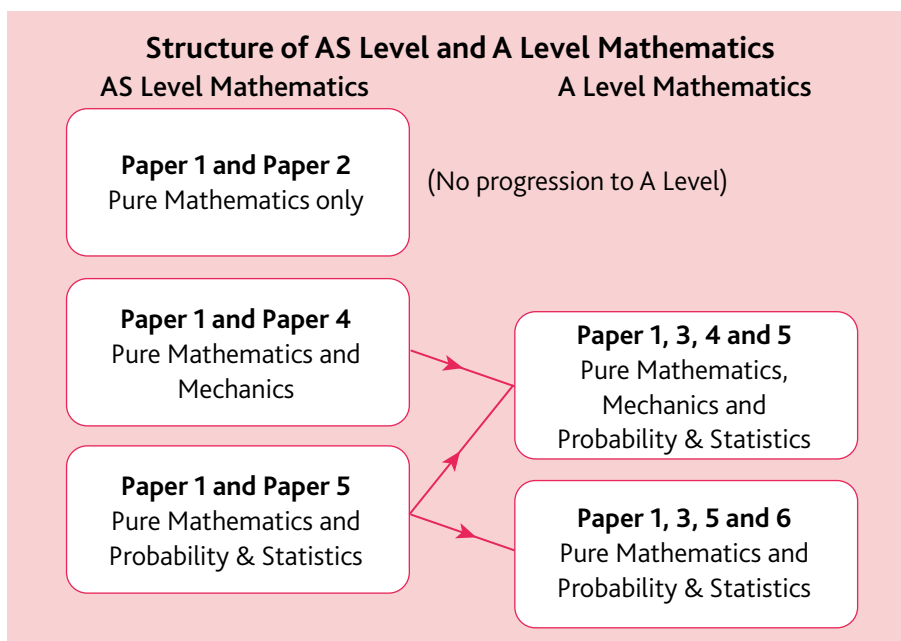 Structure of AS Level and A Level Mathematics
AS Level Mathematics
A Level Mathematics
Paper 1 and Paper 2
Pure Mathematics only
(No progression to A Level)
Paper 1 and Paper 4
Pure Mathematics and
Mechanics
Paper 1, 3, 4 and 5
Pure Mathematics,
Mechanics and
Probability & Statistics
Paper 1 and Paper 5
Pure Mathematics and
Probability & Statistics
Paper 1, 3, 5 and 6
Pure Mathematics and
Probability & Statistics